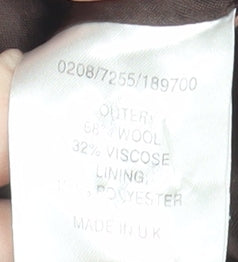 0208/7255/189700
OUTER:
68% WOOL
32% VISCOSE
LINING:
POLYESTER
MADE IN U K